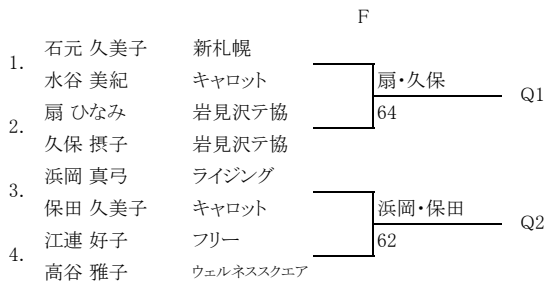 F
1.
石元 久美子 新札幌
水谷 美紀 キャロット
2.
扇 ひなみ 岩見沢テ協
久保 摂子 岩見沢テ協
扇・久保
64
Q1
3.
浜岡 真弓 ライジング
保田 久美子 キャロット
4.
江連 好子 フリー
高谷 雅子 ウェルネススクエア
浜岡・保田
62
Q2